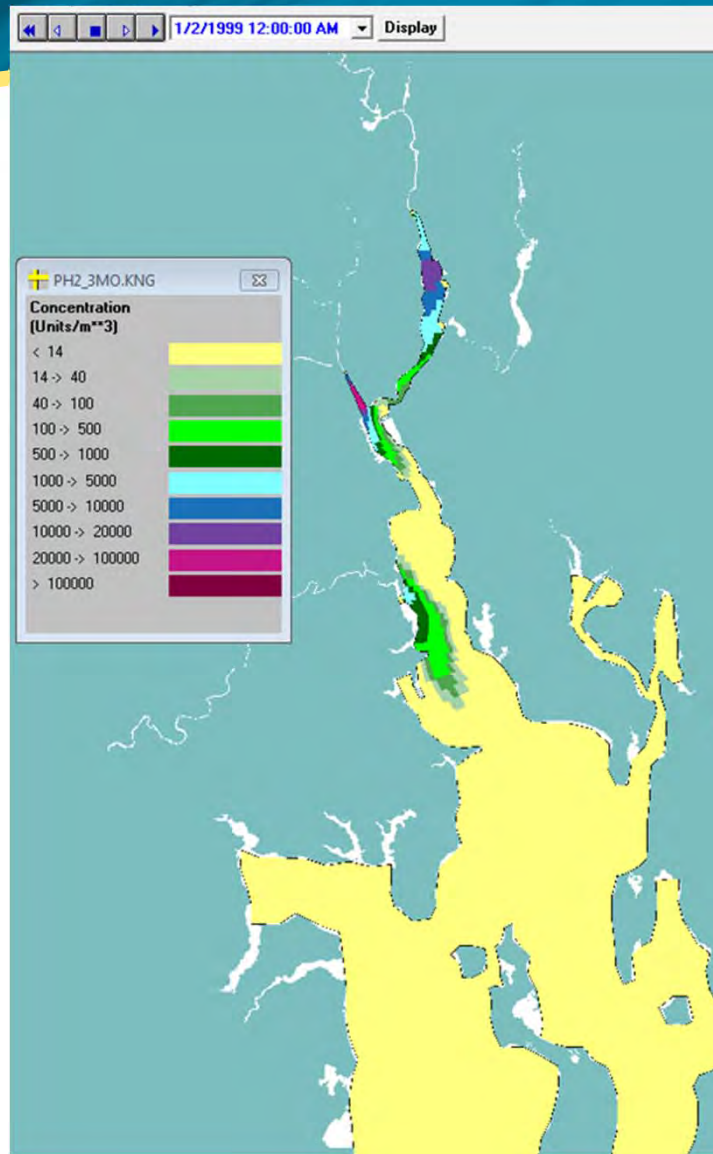 1/2/1999 12:00:00 AM
Display
PH2_3MO.KNG
Concentration
(Units/m**3)
< 14
14 -> 40
40 -> 100
100 -> 500
500 -> 1000
1000 -> 5000
5000 -> 10000
10000 -> 20000
20000 -> 100000
> 100000